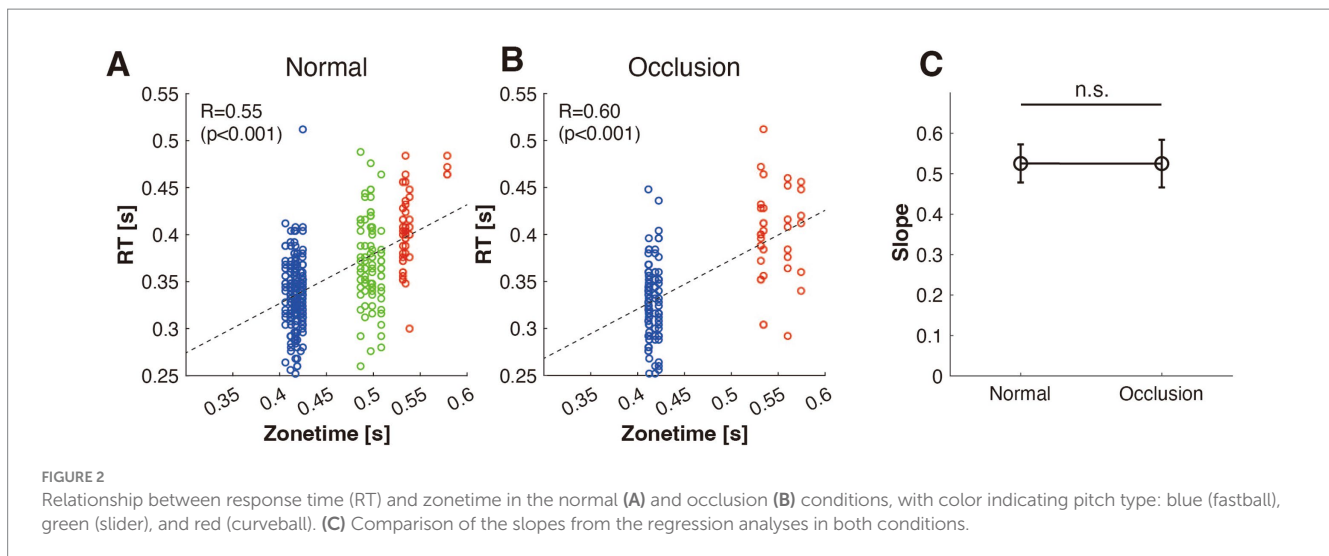 A
Normal
R=0.55
(p<0.001)
0.55
0.5
0.45
0.4
0.35
0.3
0.25
RT [s]
0.35
0.4
0.45
0.5
0.55
0.6
Zonetime [s]
B
Occlusion
R=0.60
(p<0.001)
0.55
0.5
0.45
0.4
0.35
0.3
0.25
RT [s]
0.35
0.4
0.45
0.5
0.55
0.6
Zonetime [s]
C
n.s.
0.6
0.5
0.4
0.3
0.2
0.1
0
Slope
Normal
Occlusion
FIGURE 2
Relationship between response time (RT) and zonetime in the normal (A) and occlusion (B) conditions, with color indicating pitch type: blue (fastball),
green (slider), and red (curveball). (C) Comparison of the slopes from the regression analyses in both conditions.